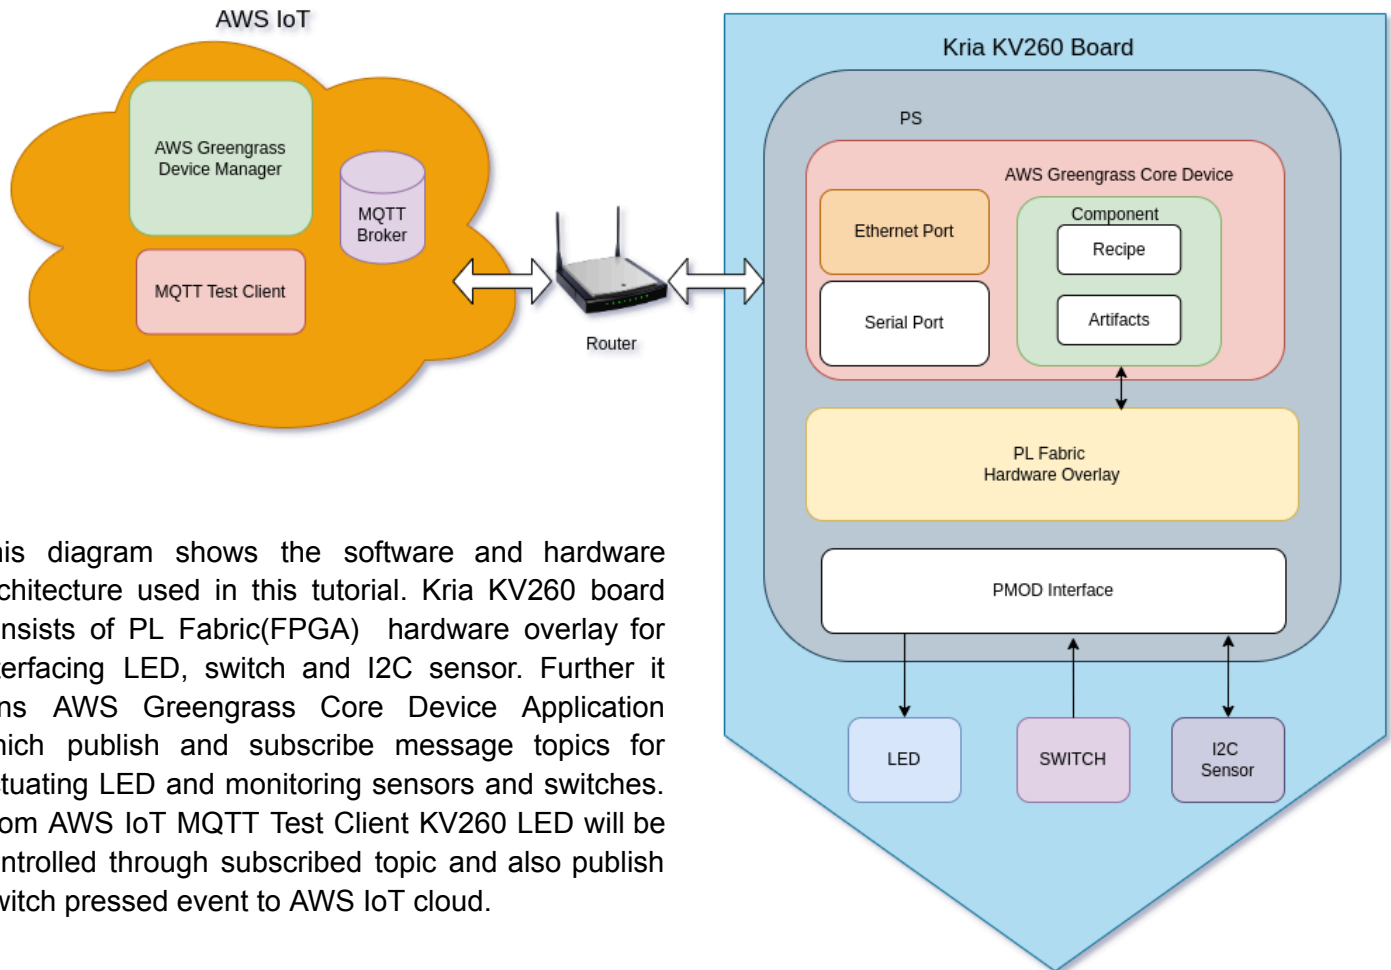 AWS IoT
AWS Greengrass
Device Manager
MQTT
Broker
MQTT Test Client
Router
Kria KV260 Board
PS
AWS Greengrass Core Device
Ethernet Port
Serial Port
Component
Recipe
Artifacts
PL Fabric
Hardware Overlay
PMOD Interface
LED
SWITCH
I2C
Sensor
his diagram shows the software and hardware
chitecture used in this tutorial. Kria KV260 board
nsists of PL Fabric(FPGA) hardware overlay for
terfacing LED, switch and I2C sensor. Further it
ns AWS Greengrass Core Device Application
hich publish and subscribe message topics for
ctuating LED and monitoring sensors and switches.
om AWS IoT MQTT Test Client KV260 LED will be
ntrolled through subscribed topic and also publish
witch pressed event to AWS IoT cloud.